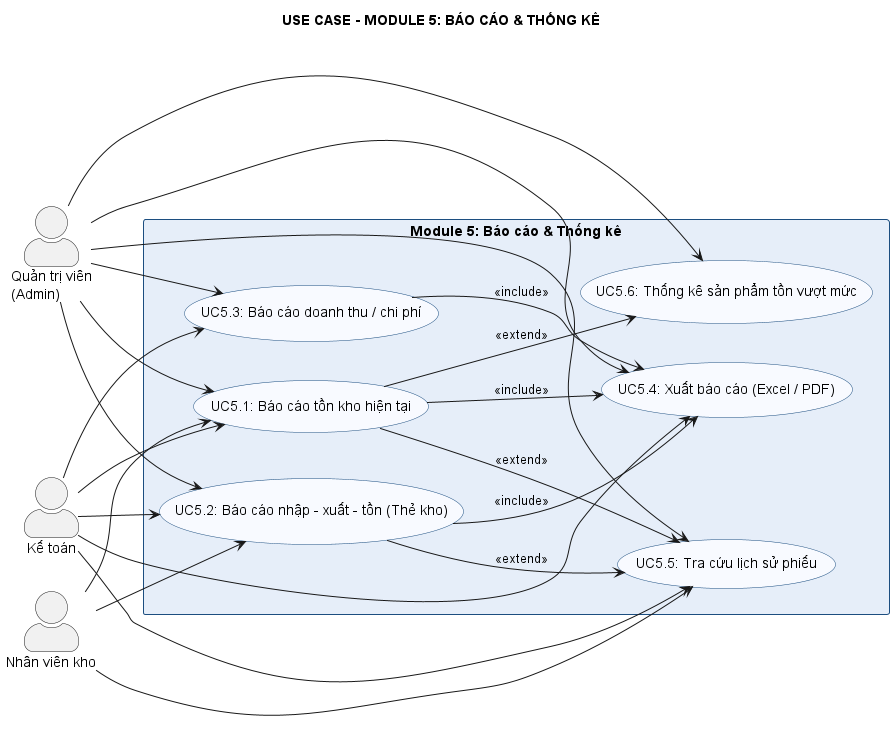 USE CASE - MODULE 5: BÁO CÁO & THỐNG KÊ
Module 5: Báo cáo & Thống kê
Quản trị viên
(Admin)
UC5.3: Báo cáo doanh thu / chi phí
«include»
UC5.6: Thống kê sản phẩm tồn vượt mức
«extend»
UC5.1: Báo cáo tồn kho hiện tại
«include»
UC5.4: Xuất báo cáo (Excel / PDF)
«extend»
UC5.2: Báo cáo nhập - xuất - tồn (Thẻ kho)
«include»
Kế toán
«extend»
UC5.5: Tra cứu lịch sử phiếu
Nhân viên kho